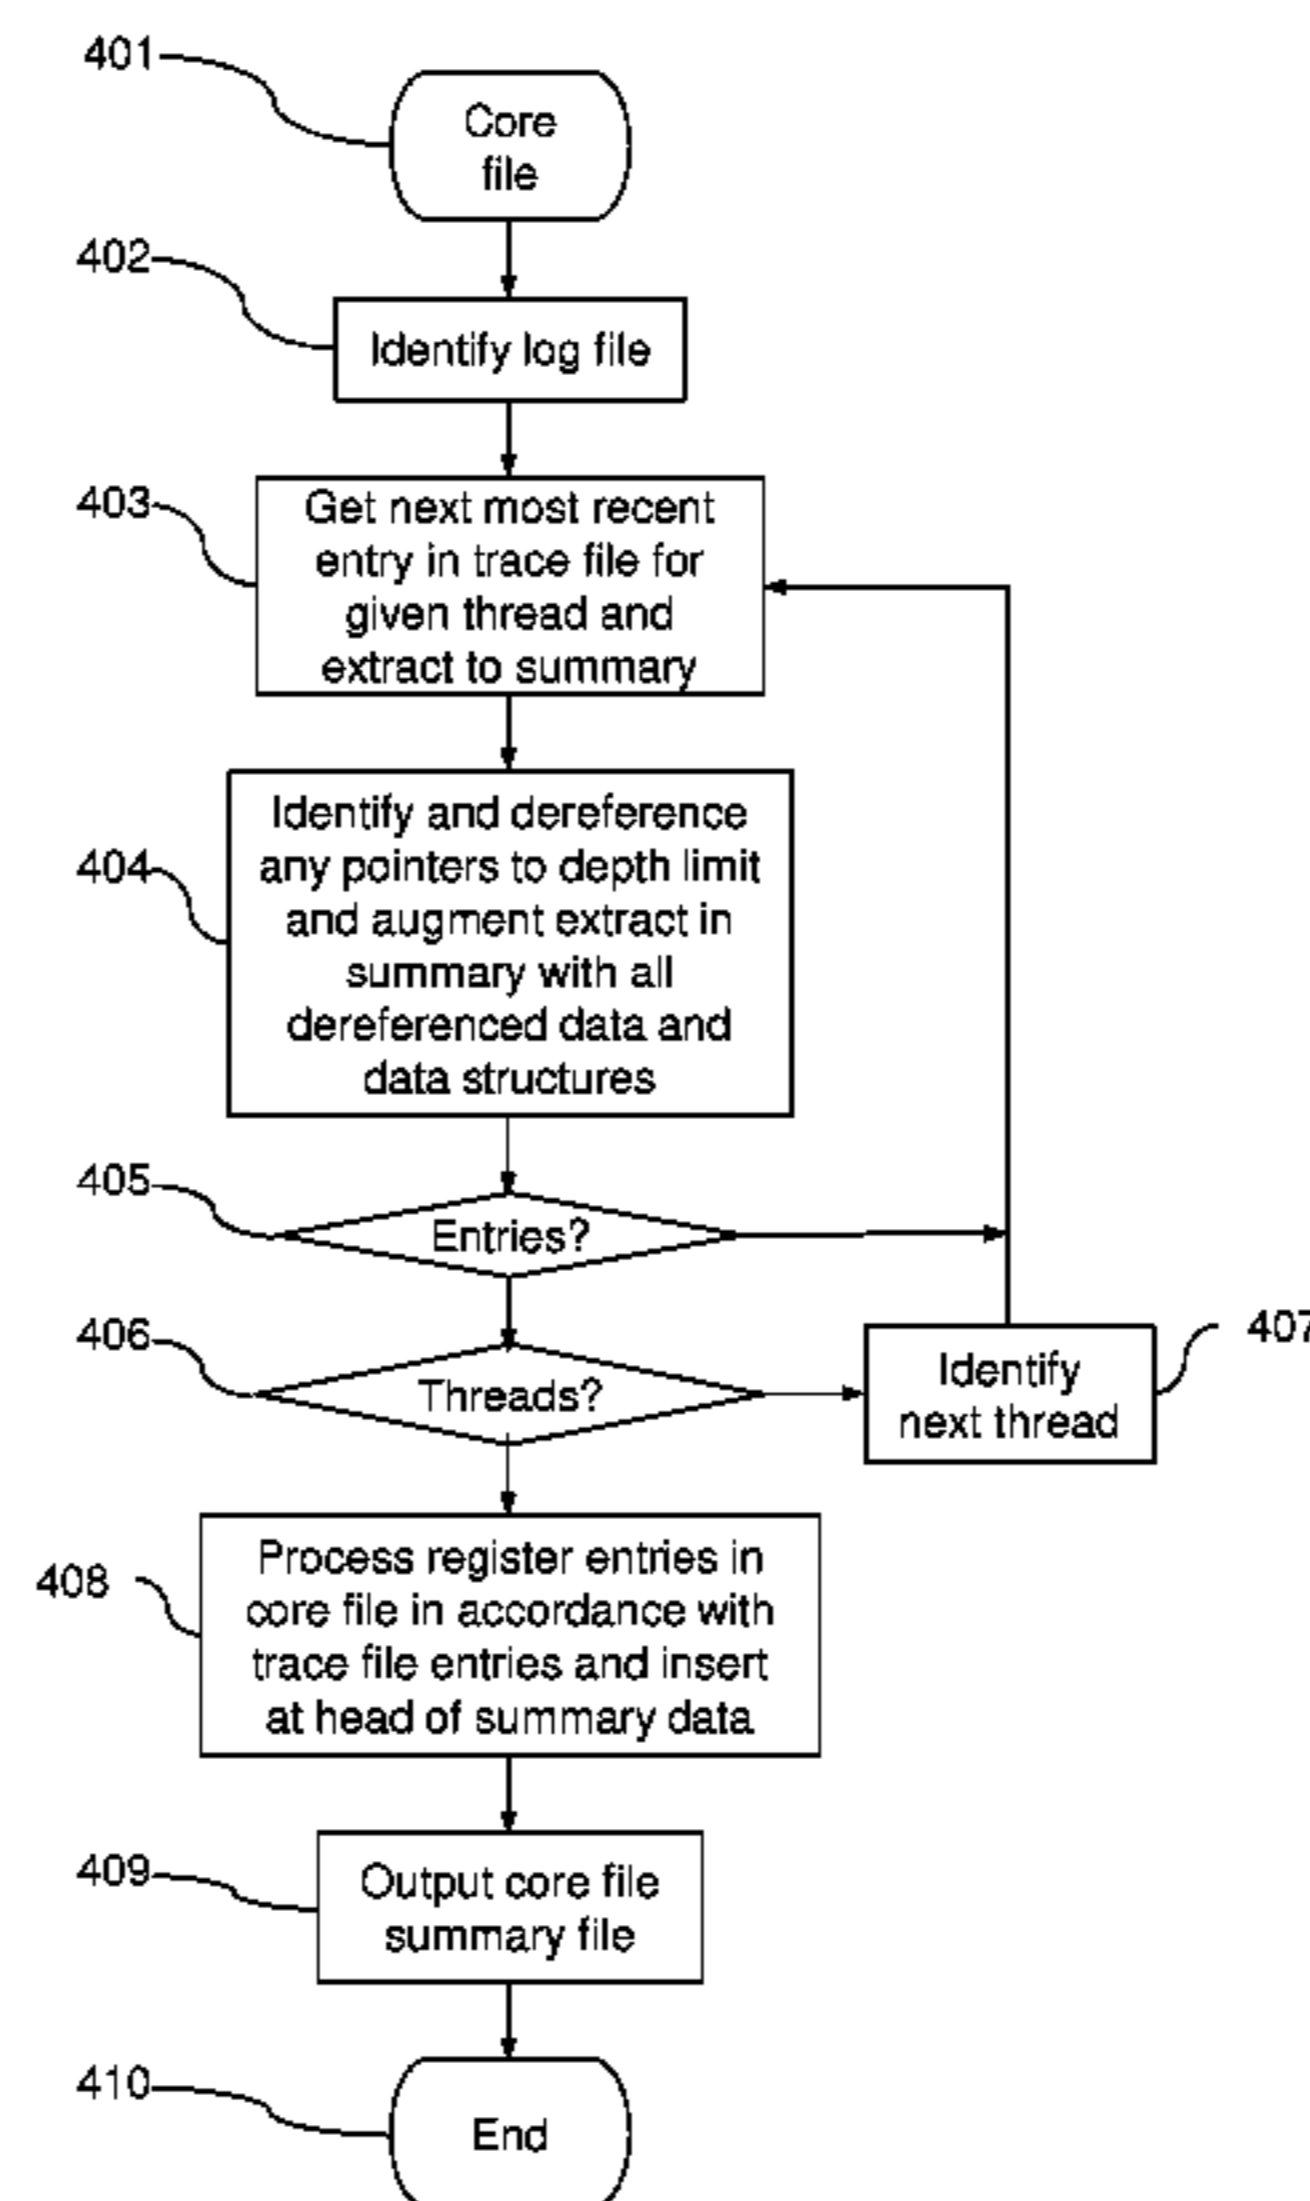 401
Core
file
402
Identify log file
403
Get next most recent
entry in trace file for
given thread and
extract to summary
404
Identify and dereference
any pointers to depth limit
and augment extract in
summary with all
dereferenced data and
data structures
405
Entries?
406
Threads?
407
Identify
next thread
408
Process register entries in
core file in accordance with
trace file entries and insert
at head of summary data
409
Output core file
summary file
410
End